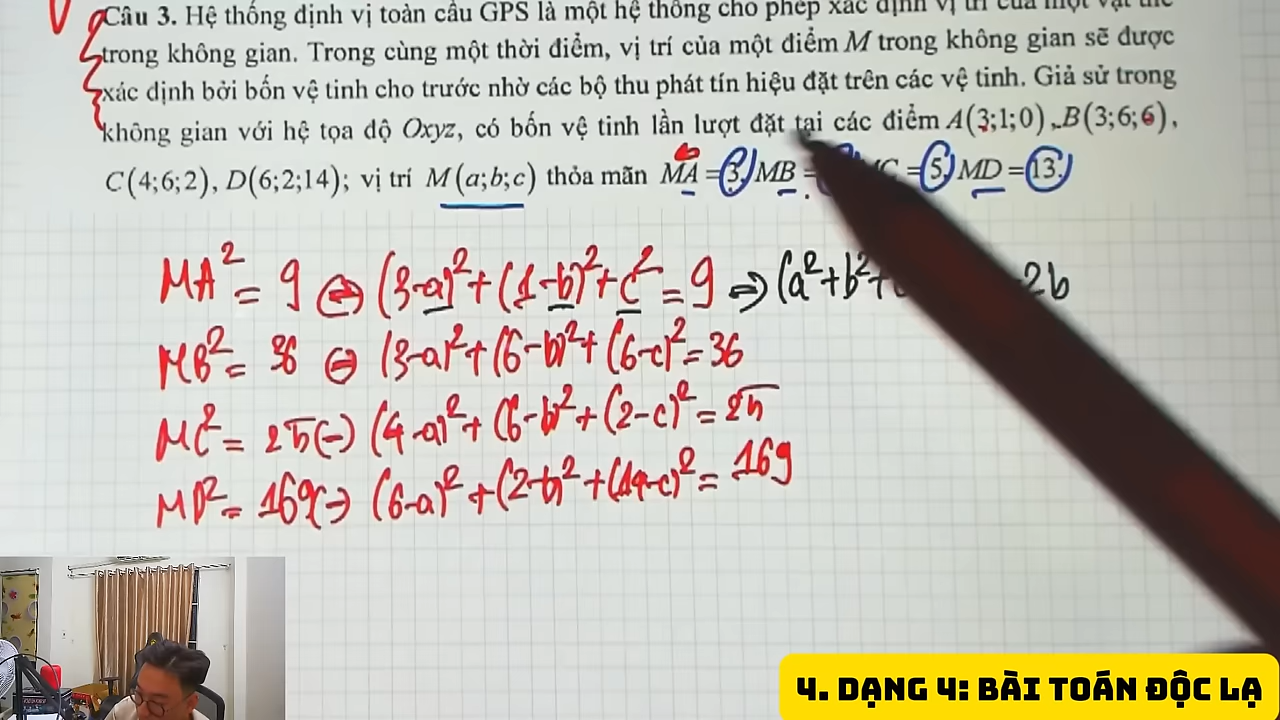 Câu 3. Hệ thống định vị toàn cầu GPS là một hệ thống cho phép xác định vị trí của một vật thể
trong không gian. Trong cùng một thời điểm, vị trí của một điểm M trong không gian sẽ được
xác định bởi bốn vệ tinh cho trước nhờ các bộ thu phát tín hiệu đặt trên các vệ tinh. Giả sử trong
không gian với hệ tọa độ Oxyz, có bốn vệ tinh lần lượt đặt tại các điểm A(3;1;0), B(3;6;6),
C(4;6;2), D(6;2;14); vị trí M(a;b;c) thỏa mãn MA = 3, MB = C = 5, MD = 13.
MA² = 9 ⇔ (3-a)² + (1-b)² + c² = 9 ⇒ (a² + b² + 2b
MB² = 36 ⇔ (3-a)² + (6-b)² + (6-c)² = 36
MC² = 25 (-) (4-a)² + (6-b)² + (2-c)² = 25
MD² = 169 ⇔ (6-a)² + (2-b)² + (14-c)² = 169
4. DẠNG 4: BÀI TOÁN ĐỘC LẠ